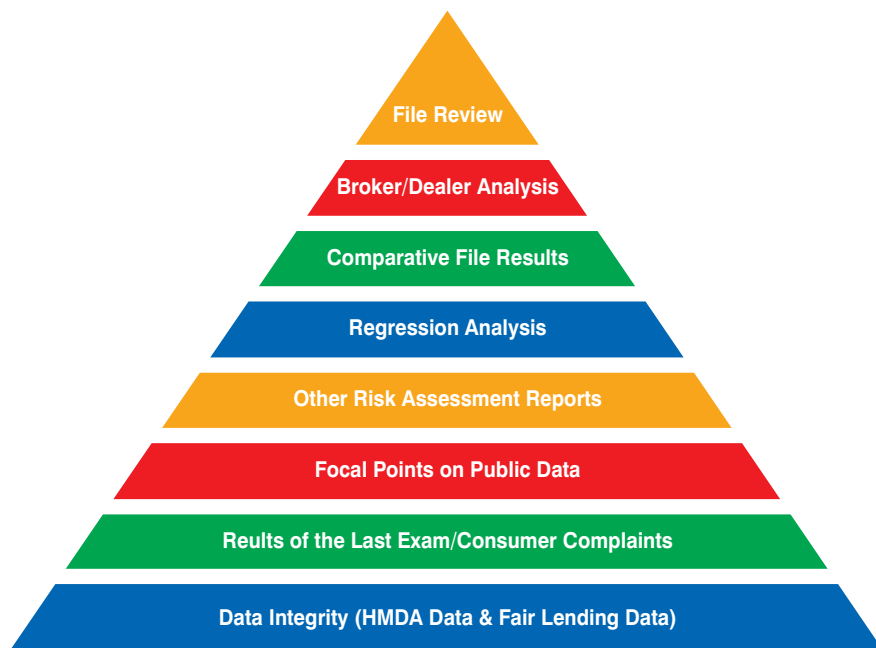 File Review
Broker/Dealer Analysis
Comparative File Results
Regression Analysis
Other Risk Assessment Reports
Focal Points on Public Data
Reults of the Last Exam/Consumer Complaints
Data Integrity (HMDA Data & Fair Lending Data)